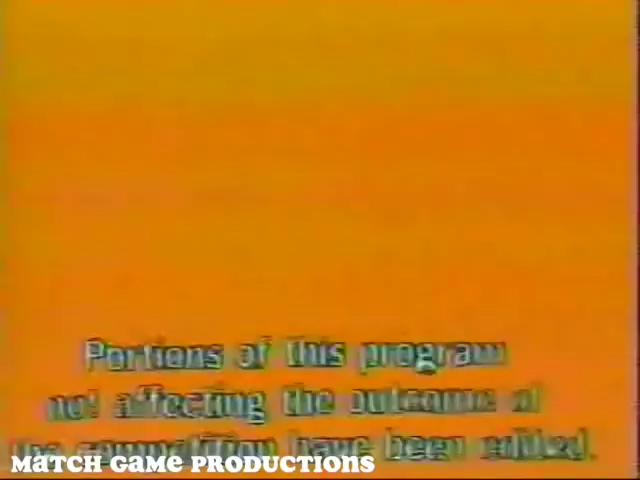 Portions of this program
not affecting the outcome of
the competition have been edited.
MATCH GAME PRODUCTIONS